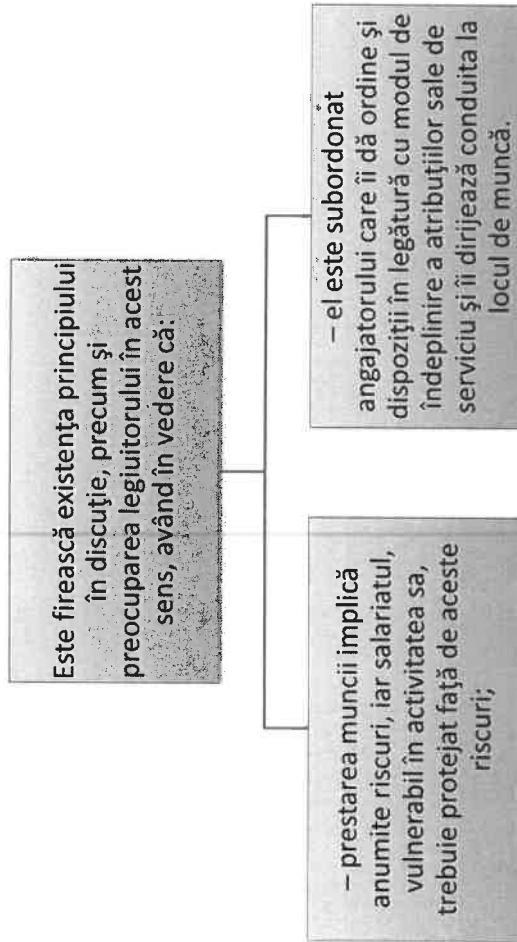 Este firească existența principiului
în discuție, precum și
preocuparea legiuitorului în acest
sens, având în vedere că:
– prestarea muncii implică
anumite riscuri, iar salariatul,
vulnerabil în activitatea sa,
trebuie protejat față de aceste
riscuri;
– el este subordonat
angajatorului care îi dă ordine și
dispoziții in legătură cu modul de
îndeplinire a atribuțiilor sale de
serviciu și îi dirijează conduita la
locul de muncă.